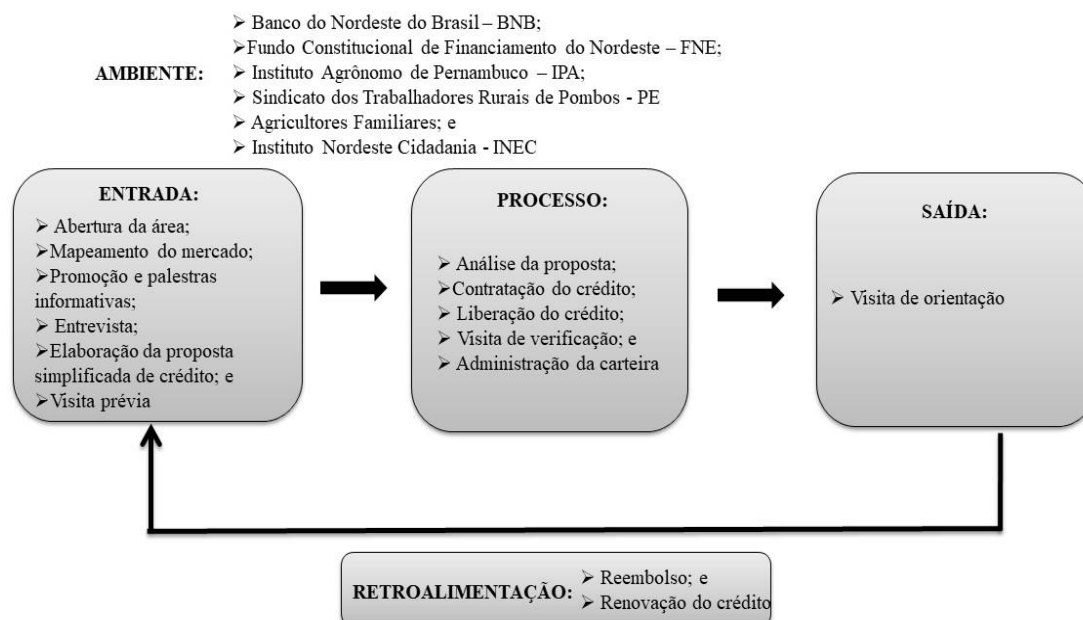 AMBIENTE:
➢ Banco do Nordeste do Brasil – BNB;
➢Fundo Constitucional de Financiamento do Nordeste – FNE;
➢ Instituto Agrônomo de Pernambuco – IPA;
➢ Sindicato dos Trabalhadores Rurais de Pombos - PE
➢ Agricultores Familiares; e
➢ Instituto Nordeste Cidadania - INEC
ENTRADA:
➢ Abertura da área;
➢Mapeamento do mercado;
➢Promoção e palestras
informativas;
➢ Entrevista;
➢Elaboração da proposta
simplificada de crédito; e
➢Visita prévia
PROCESSO:
➢ Análise da proposta;
➢Contratação do crédito;
➢ Liberação do crédito;
➢ Visita de verificação; e
➢ Administração da carteira
SAÍDA:
➢ Visita de orientação
RETROALIMENTAÇÃO:
➢ Reembolso; e
➢ Renovação do crédito